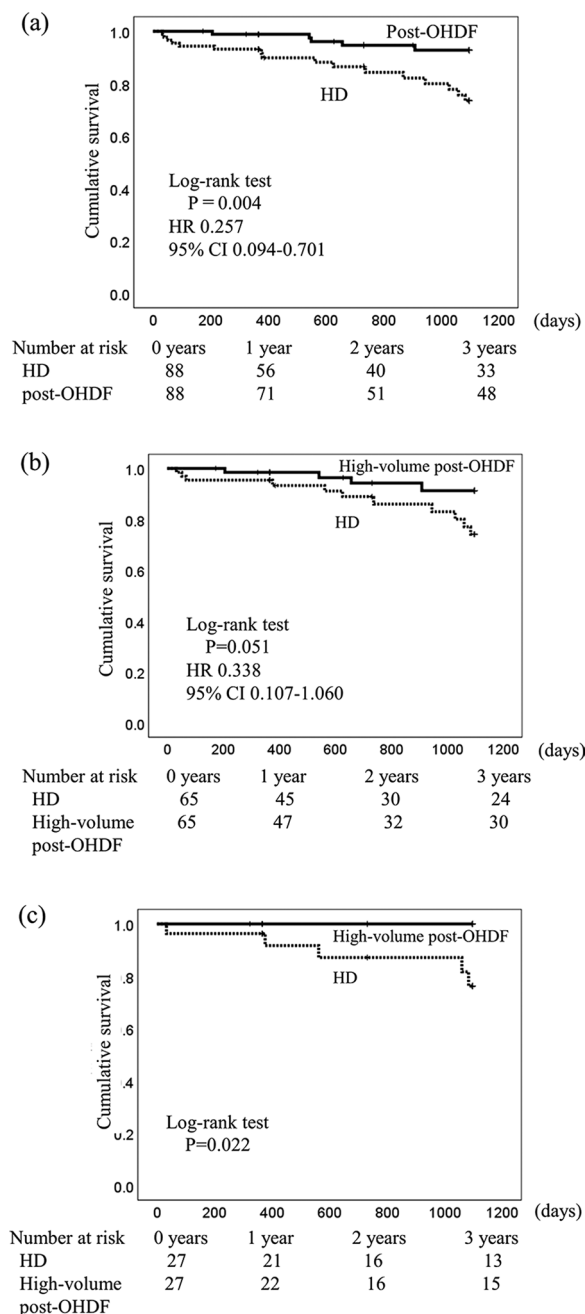 (a)
1.0
Post-OHDF
0.8
HD
0.6
Cumulative survival
Log-rank test
0.4
P = 0.004
HR 0.257
0.2
95% CI 0.094-0.701
0.0
0 200 400 600 800 1000 1200 (days)
Number at risk 0 years 1 year 2 years 3 years
HD 88 56 40 33
post-OHDF 88 71 51 48
(b)
1.0
High-volume post-OHDF
0.8
HD
0.6
Cumulative survival
0.4
Log-rank test
P=0.051
0.2
HR 0.338
95% CI 0.107-1.060
0.0
0 200 400 600 800 1000 1200 (days)
Number at risk 0 years 1 year 2 years 3 years
HD 65 45 30 24
High-volume 65 47 32 30
post-OHDF
(c)
1.0
High-volume post-OHDF
0.8
HD
0.6
Cumulative survival
0.4
Log-rank test
0.2
P=0.022
0.0
0 200 400 600 800 1000 1200 (days)
Number at risk 0 years 1 year 2 years 3 years
HD 27 21 16 13
High-volume 27 22 16 15
post-OHDF